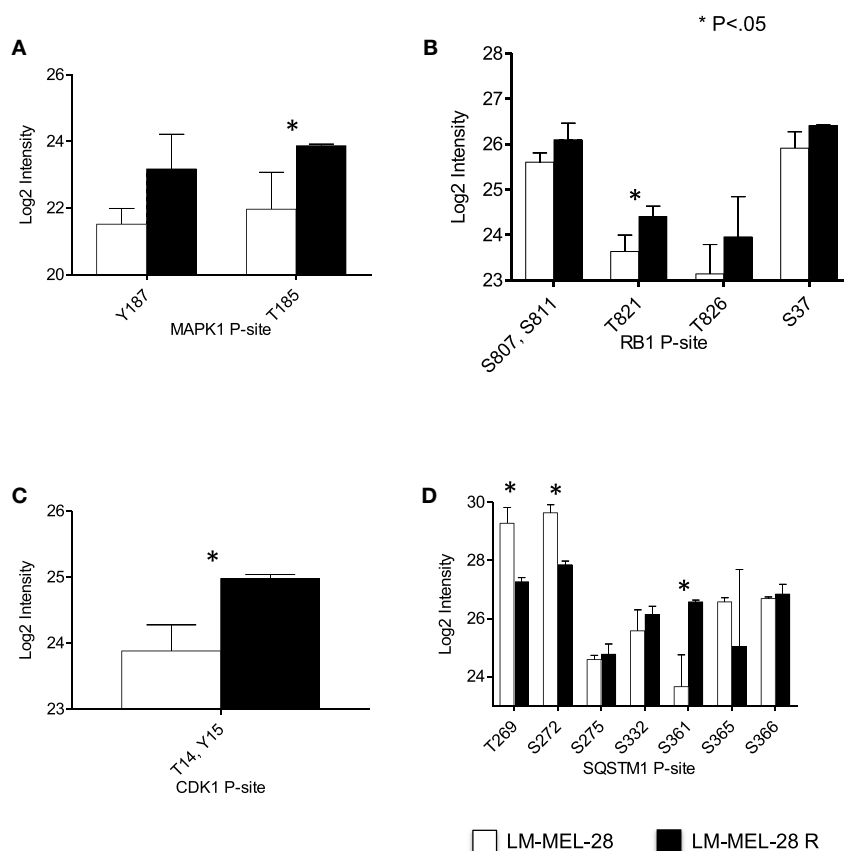 * P<.05
A
26
24
22
20
Log2 Intensity
*
Y187
T185
MAPK1 P-site
B
28
27
26
25
24
23
Log2 Intensity
*
S807, S811
T821
T826
S37
RB1 P-site
C
26
25
24
23
Log2 Intensity
*
T14, Y15
CDK1 P-site
D
30
28
26
24
Log2 Intensity
*
*
*
T269
S272
S275
S332
S361
S365
S366
SQSTM1 P-site
LM-MEL-28
LM-MEL-28 R